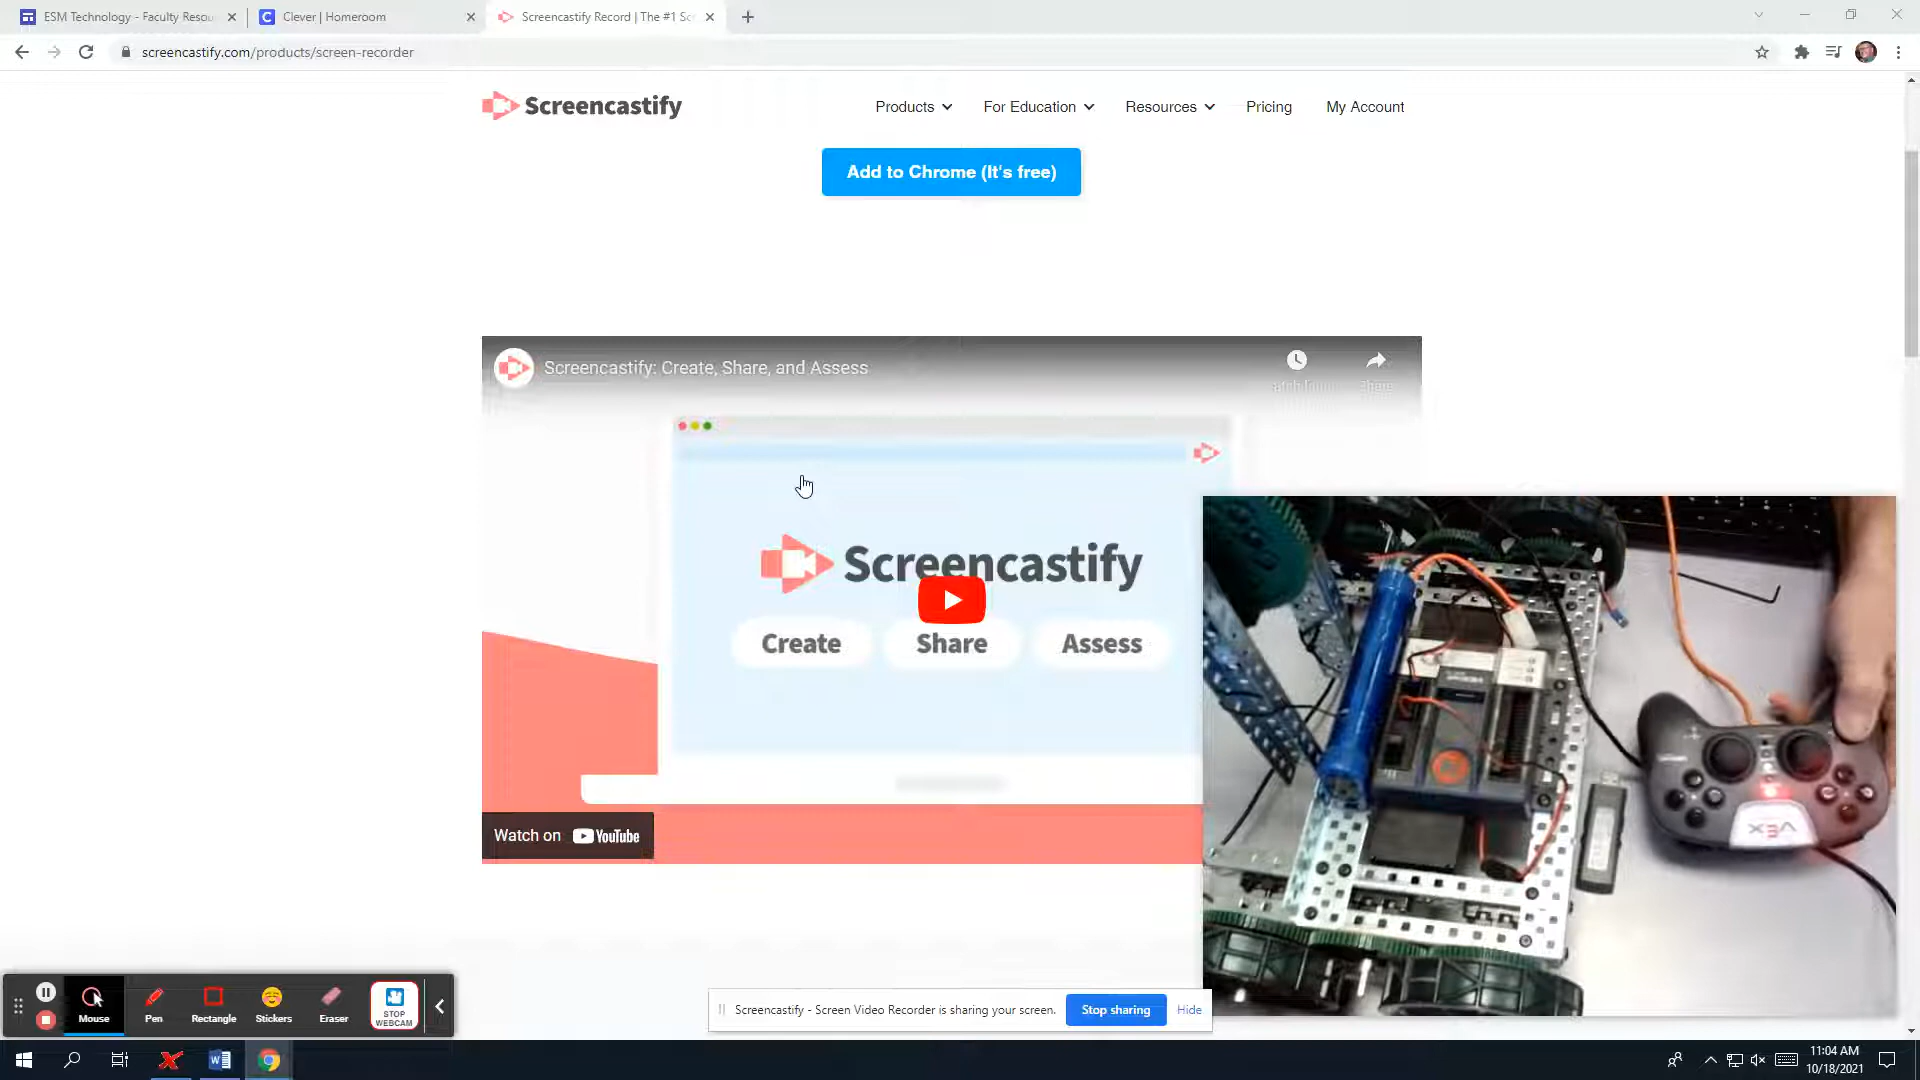 ESM Technology - Faculty Resou
Clever | Homeroom
Screencastify Record | The #1 Sc
screencastify.com/products/screen-recorder
Screencastify
Products
For Education
Resources
Pricing
My Account
Add to Chrome (It's free)
Screencastify: Create, Share, and Assess
Share
Screencastify
Create
Share
Assess
Watch on YouTube
VEX
Mouse
Pen
Rectangle
Stickers
Eraser
STOP
WEBCAM
Screencastify - Screen Video Recorder is sharing your screen.
Stop sharing
Hide
11:04 AM
10/18/2021